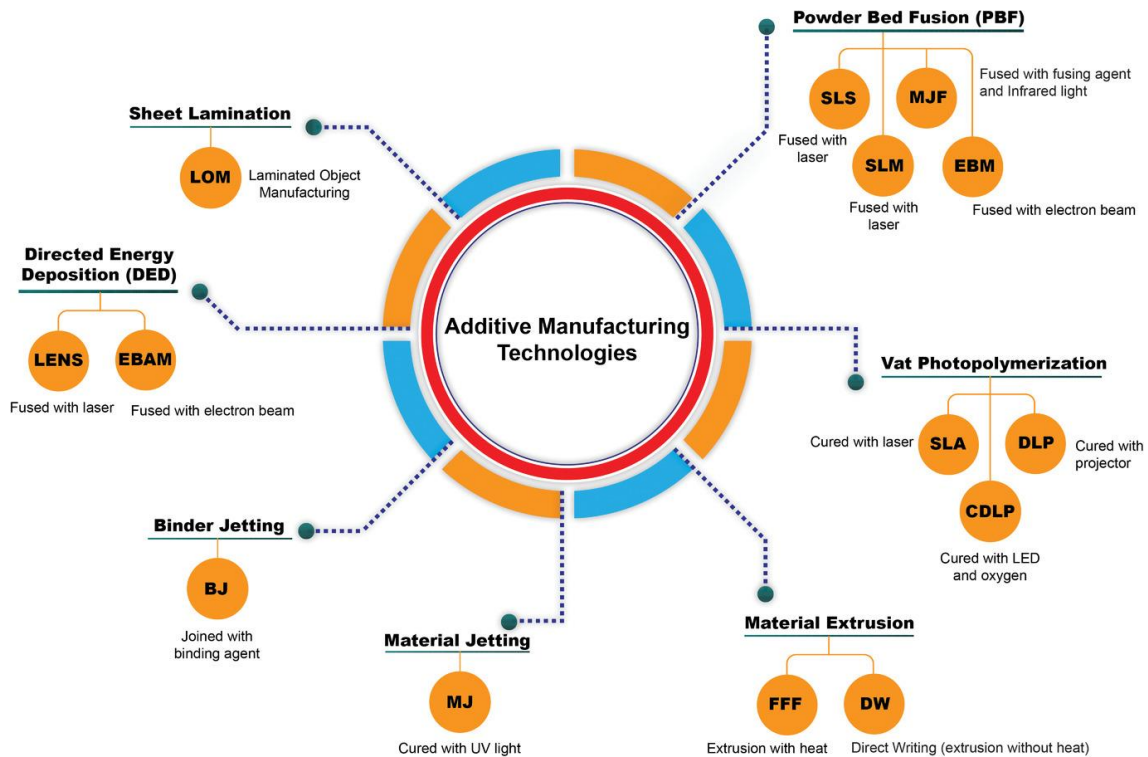 Additive Manufacturing
Technologies
Powder Bed Fusion (PBF)
SLS
Fused with
laser
SLM
Fused with
laser
MJF
Fused with fusing agent
and Infrared light
EBM
Fused with electron beam
Vat Photopolymerization
Cured with laser
SLA
DLP
Cured with
projector
CDLP
Cured with LED
and oxygen
Material Extrusion
FFF
Extrusion with heat
DW
Direct Writing (extrusion without heat)
Material Jetting
MJ
Cured with UV light
Binder Jetting
BJ
Joined with
binding agent
Directed Energy
Deposition (DED)
LENS
Fused with laser
EBAM
Fused with electron beam
Sheet Lamination
LOM
Laminated Object
Manufacturing